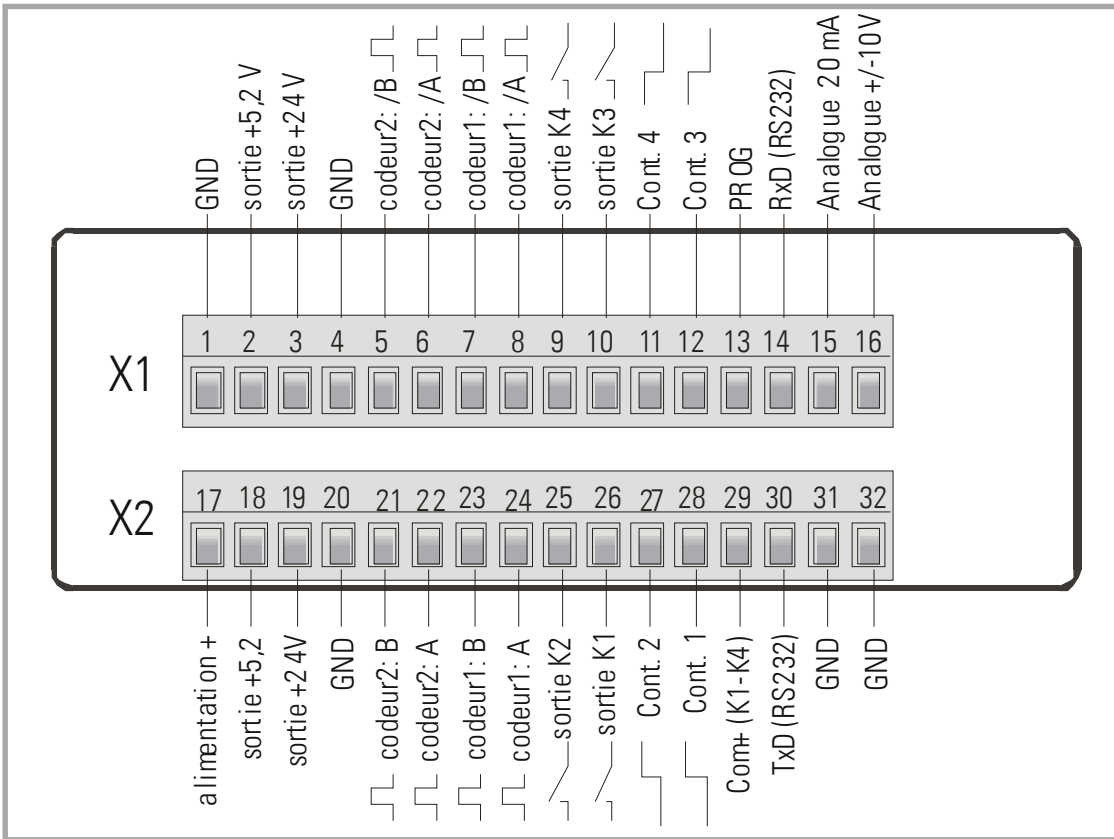 GND
sortie +5,2 V
sortie +24 V
GND
codeur2: /B
codeur2: /A
codeur1: /B
codeur1: /A
sortie K4
sortie K3
Cont. 4
Cont. 3
PROG
RxD (RS232)
Analogue 20 mA
Analogue +/-10V
X1
1 2 3 4 5 6 7 8 9 10 11 12 13 14 15 16
X2
17 18 19 20 21 22 23 24 25 26 27 28 29 30 31 32
alimentation +
sortie +5,2
sortie +24V
GND
codeur2: B
codeur2: A
codeur1: B
codeur1: A
sortie K2
sortie K1
Cont. 2
Cont. 1
Com+ (K1-K4)
TxD (RS232)
GND
GND